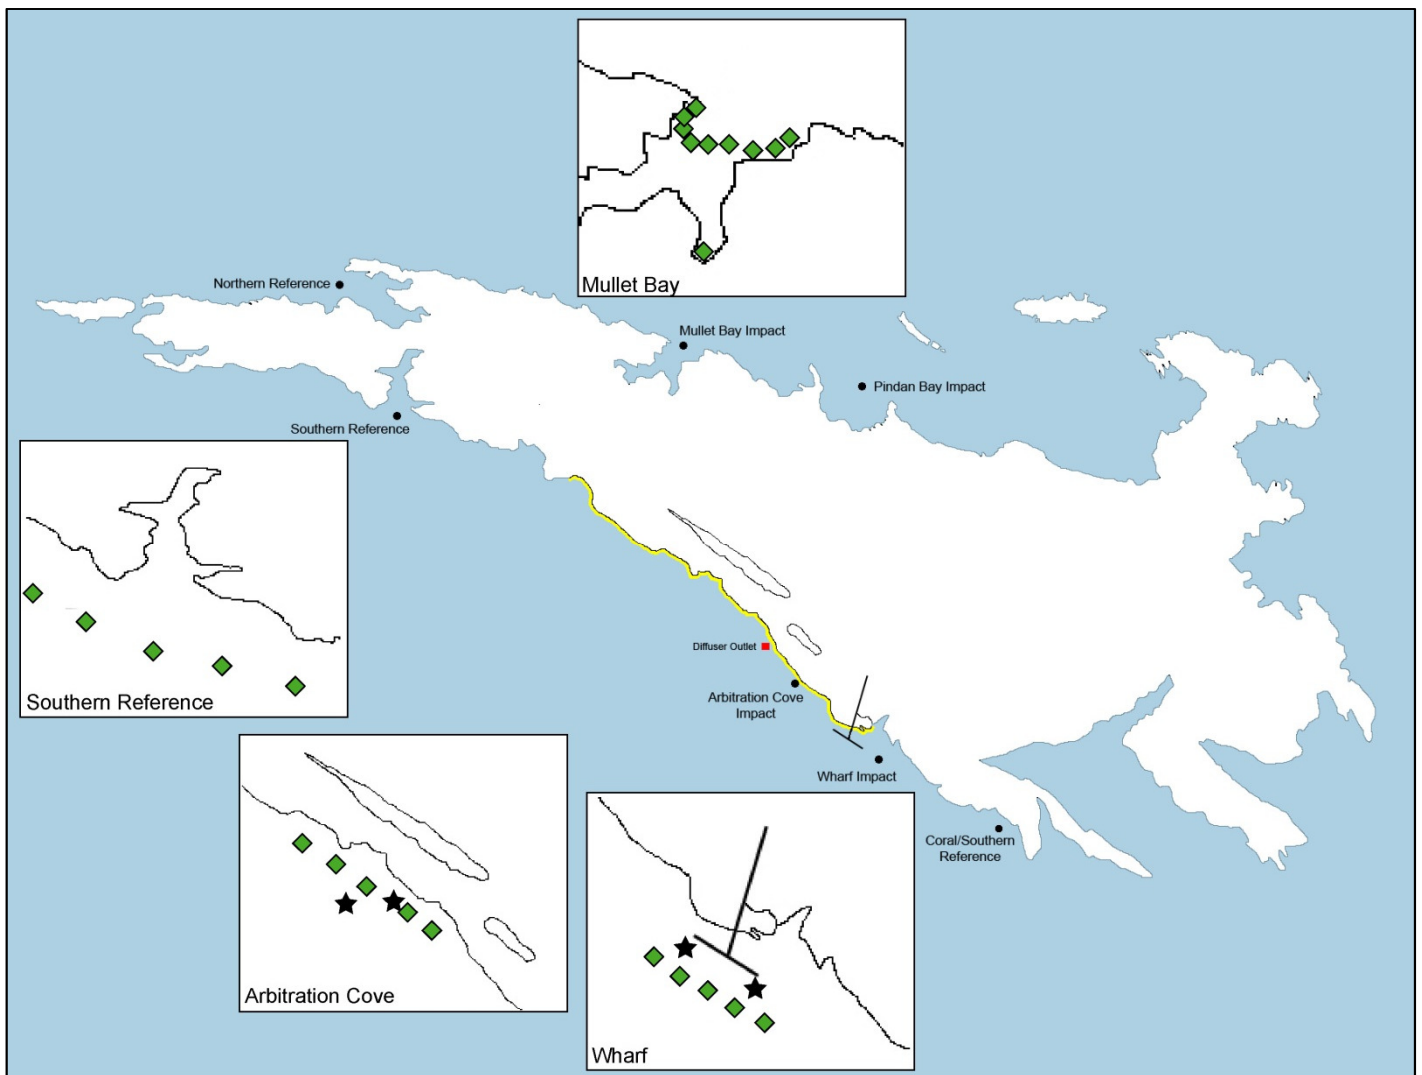 Mullet Bay
Northern Reference
Mullet Bay Impact
Pindan Bay Impact
Southern Reference
Southern Reference
Diffuser Outlet
Arbitration Cove
Impact
Wharf Impact
Coral/Southern
Reference
Arbitration Cove
Wharf